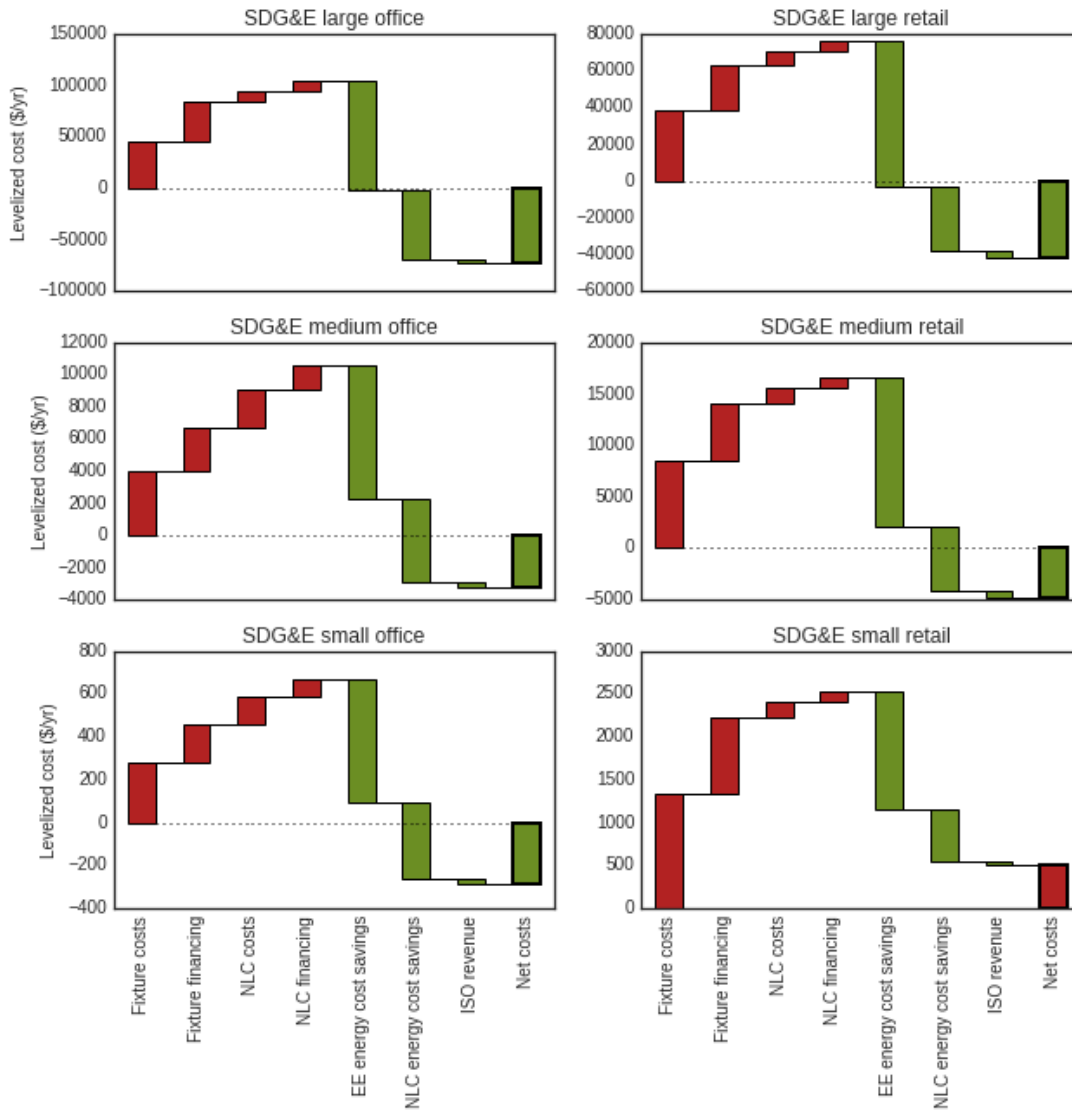 SDG&E large office
Levelized cost ($/yr)
150000
100000
50000
0
−50000
−100000
SDG&E large retail
80000
60000
40000
20000
0
−20000
−40000
−60000
SDG&E medium office
Levelized cost ($/yr)
12000
10000
8000
6000
4000
2000
0
−2000
−4000
SDG&E medium retail
20000
15000
10000
5000
0
−5000
SDG&E small office
Levelized cost ($/yr)
800
600
400
200
0
−200
−400
Fixture costs
Fixture financing
NLC costs
NLC financing
EE energy cost savings
NLC energy cost savings
ISO revenue
Net costs
SDG&E small retail
3000
2500
2000
1500
1000
500
0
Fixture costs
Fixture financing
NLC costs
NLC financing
EE energy cost savings
NLC energy cost savings
ISO revenue
Net costs